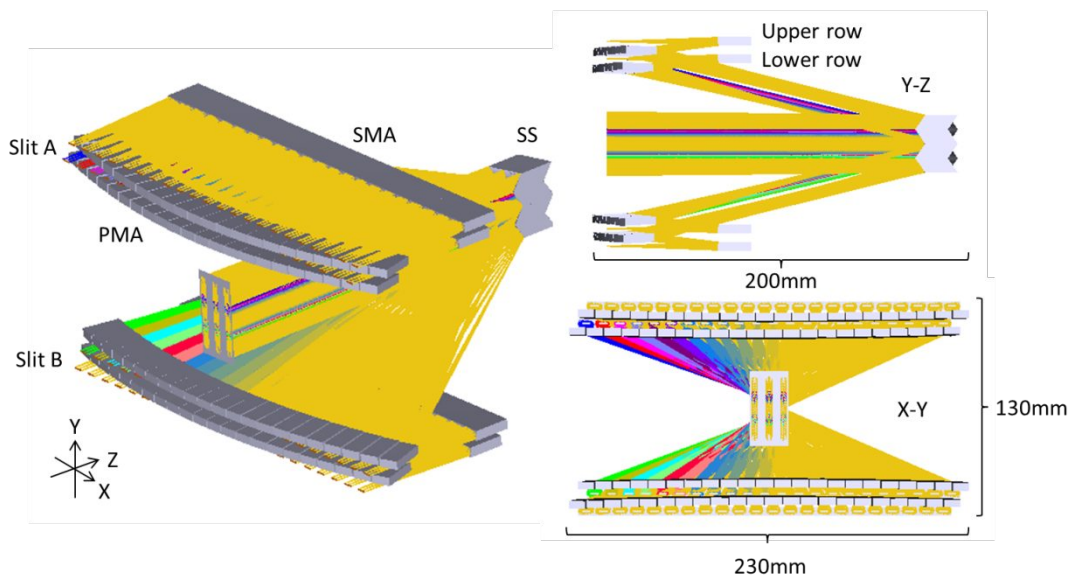 Slit A
SMA
SS
PMA
Slit B
Y
Z
X
Upper row
Lower row
Y-Z
200mm
X-Y
130mm
230mm